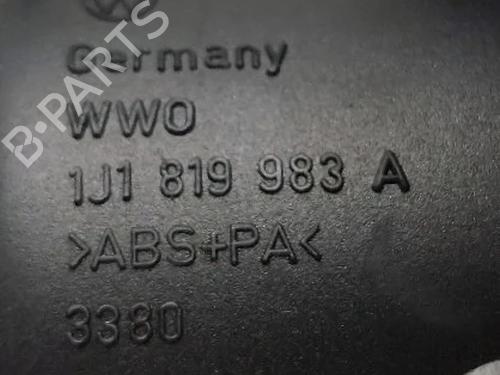 Germany
WWO
1J1 819 983 A
>ABS+PA<
3380
B-PARTS